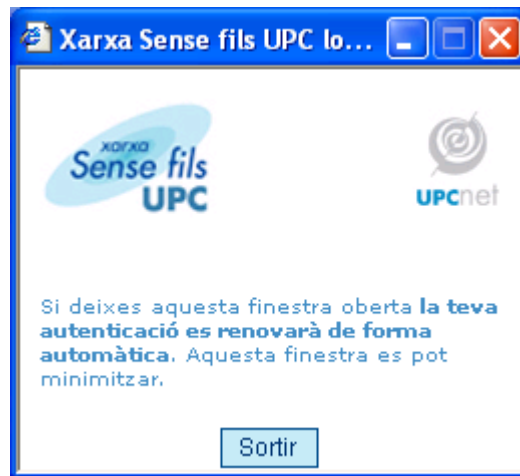 Xarxa Sense fils UPC lo...
xarxa
Sense fils
UPC
UPCnet
Si deixes aquesta finestra oberta la teva
autenticació es renovarà de forma
automàtica. Aquesta finestra es pot
minimitzar.
Sortir